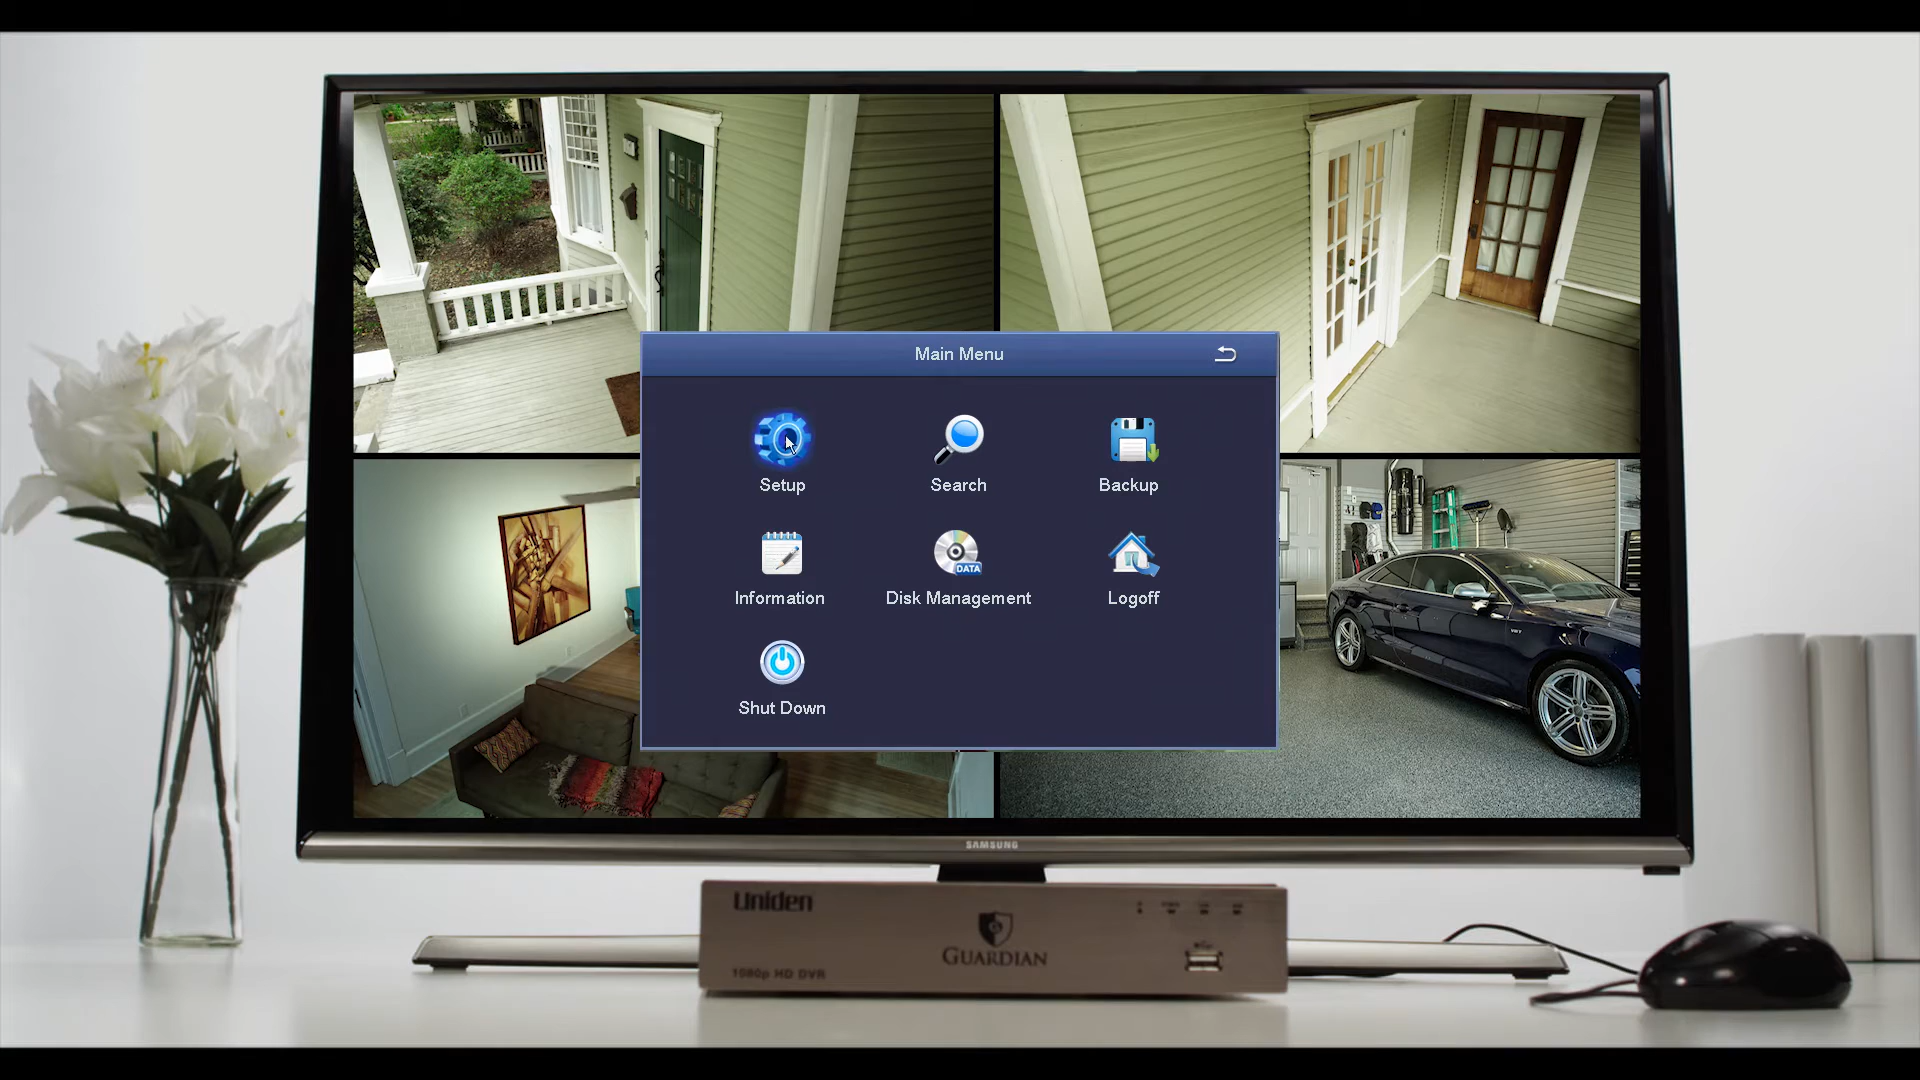 Main Menu
Setup
Search
Backup
DATA
Information
Disk Management
Logoff
Shut Down
SAMSUNG
Uniden
GUARDIAN
1080p HD DVR